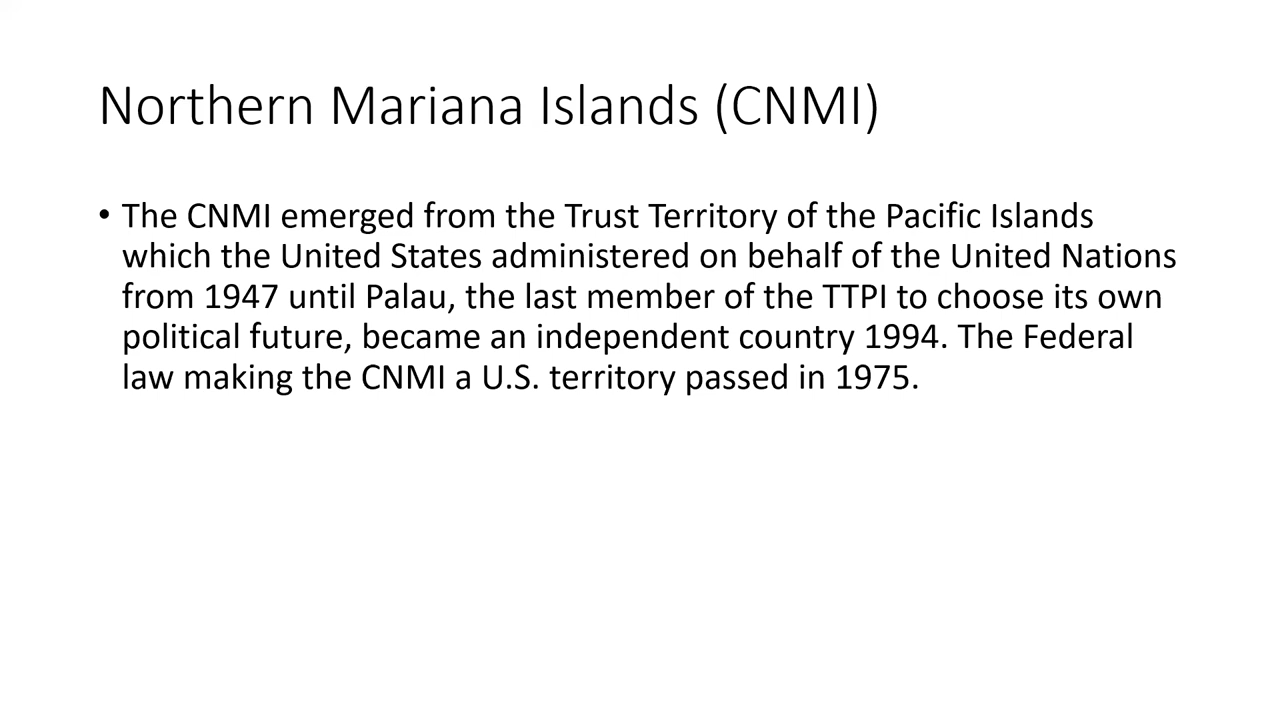 Northern Mariana Islands (CNMI)
• The CNMI emerged from the Trust Territory of the Pacific Islands
which the United States administered on behalf of the United Nations
from 1947 until Palau, the last member of the TTPI to choose its own
political future, became an independent country 1994. The Federal
law making the CNMI a U.S. territory passed in 1975.